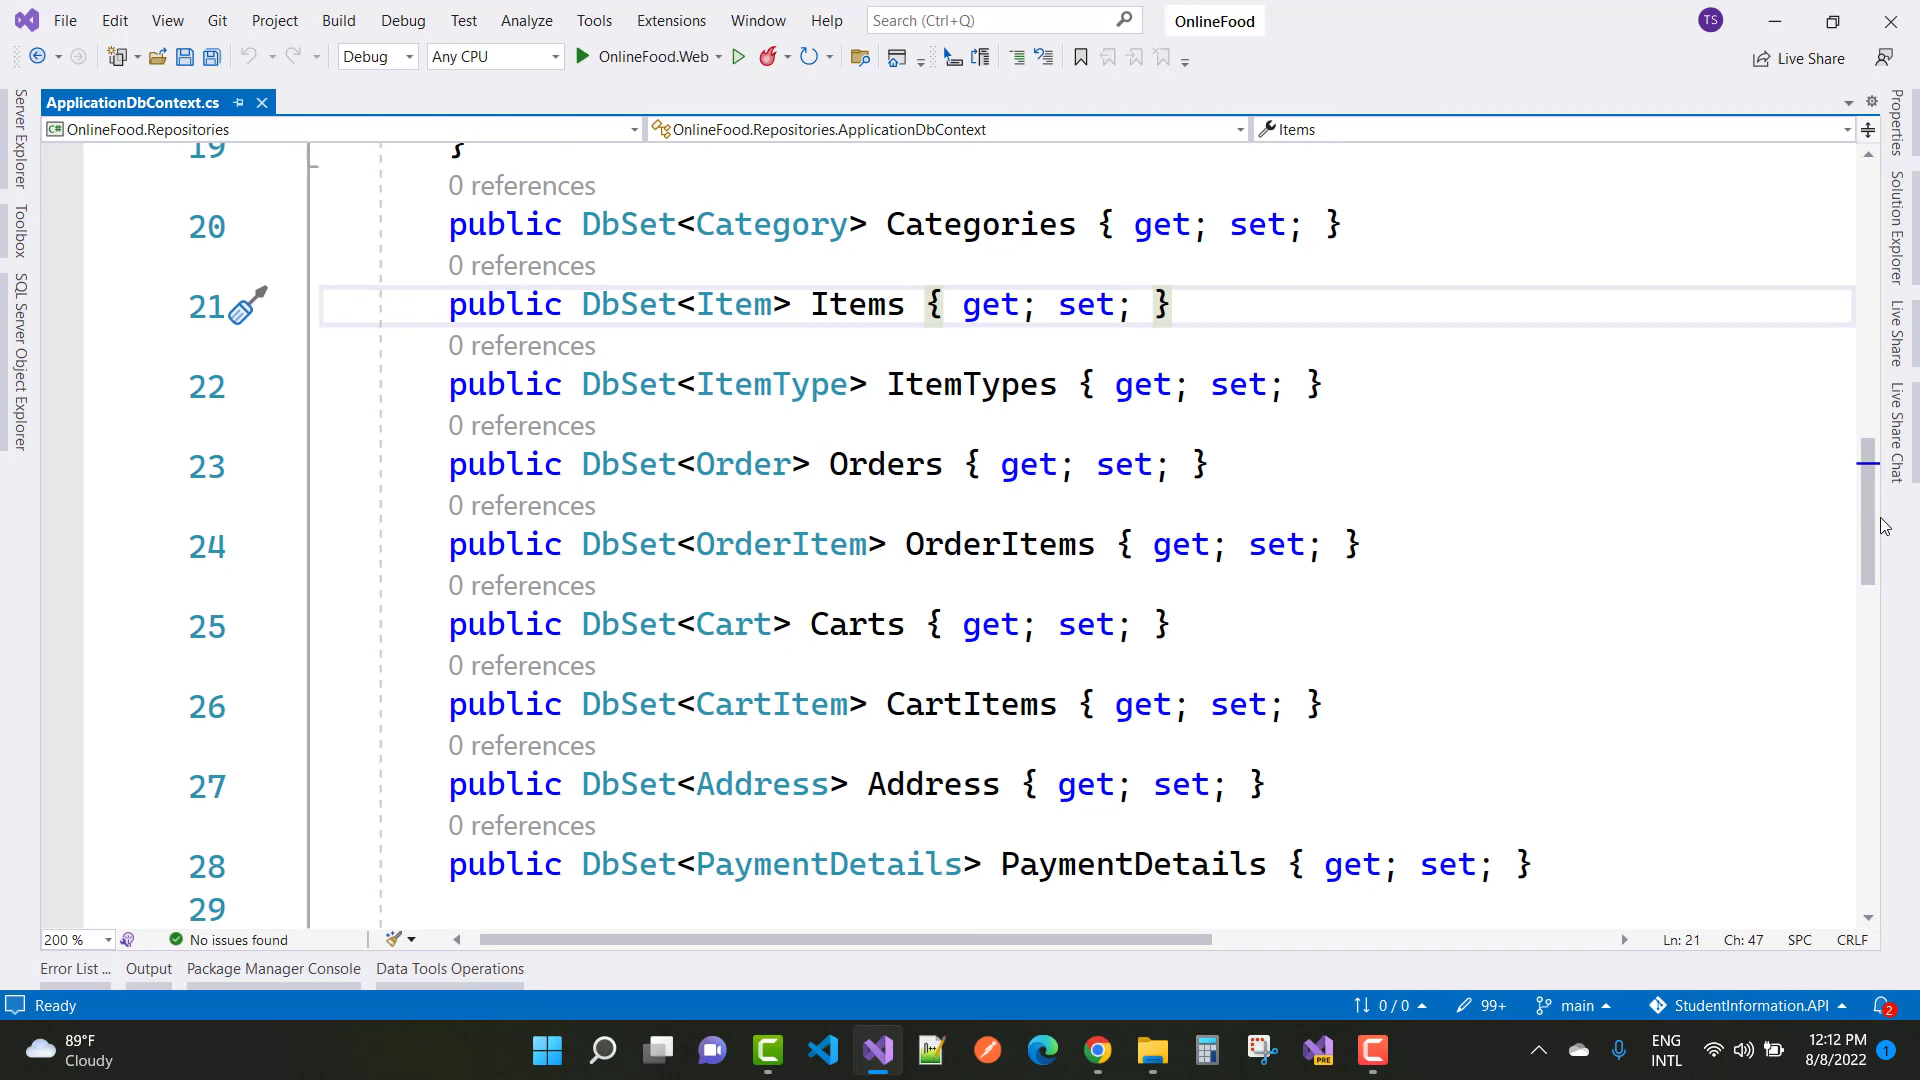 File Edit View Git Project Build Debug Test Analyze Tools Extensions Window Help Search (Ctrl+Q) OnlineFood TS
Debug Any CPU OnlineFood.Web Live Share
ApplicationDbContext.cs
C# OnlineFood.Repositories OnlineFood.Repositories.ApplicationDbContext Items
Server Explorer
Toolbox
SQL Server Object Explorer
19 }
0 references
20 public DbSet<Category> Categories { get; set; }
0 references
21 public DbSet<Item> Items { get; set; }
0 references
22 public DbSet<ItemType> ItemTypes { get; set; }
0 references
23 public DbSet<Order> Orders { get; set; }
0 references
24 public DbSet<OrderItem> OrderItems { get; set; }
0 references
25 public DbSet<Cart> Carts { get; set; }
0 references
26 public DbSet<CartItem> CartItems { get; set; }
0 references
27 public DbSet<Address> Address { get; set; }
0 references
28 public DbSet<PaymentDetails> PaymentDetails { get; set; }
29
Properties
Solution Explorer
Live Share
Live Share Chat
200 % No issues found Ln: 21 Ch: 47 SPC CRLF
Error List ... Output Package Manager Console Data Tools Operations
Ready 0 / 0 99+ main StudentInformation.API 2
89°F
Cloudy
PRE
ENG
INTL
12:12 PM
8/8/2022
1